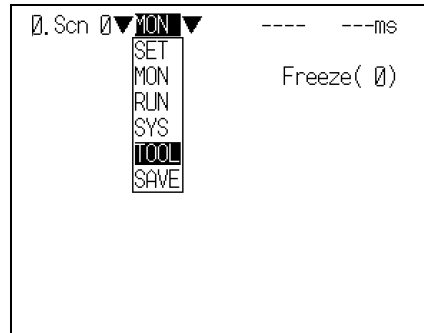 0.Scn 0▼MON ▼ ---- ---ms
SET
MON Freeze( 0)
RUN
SYS
TOOL
SAVE